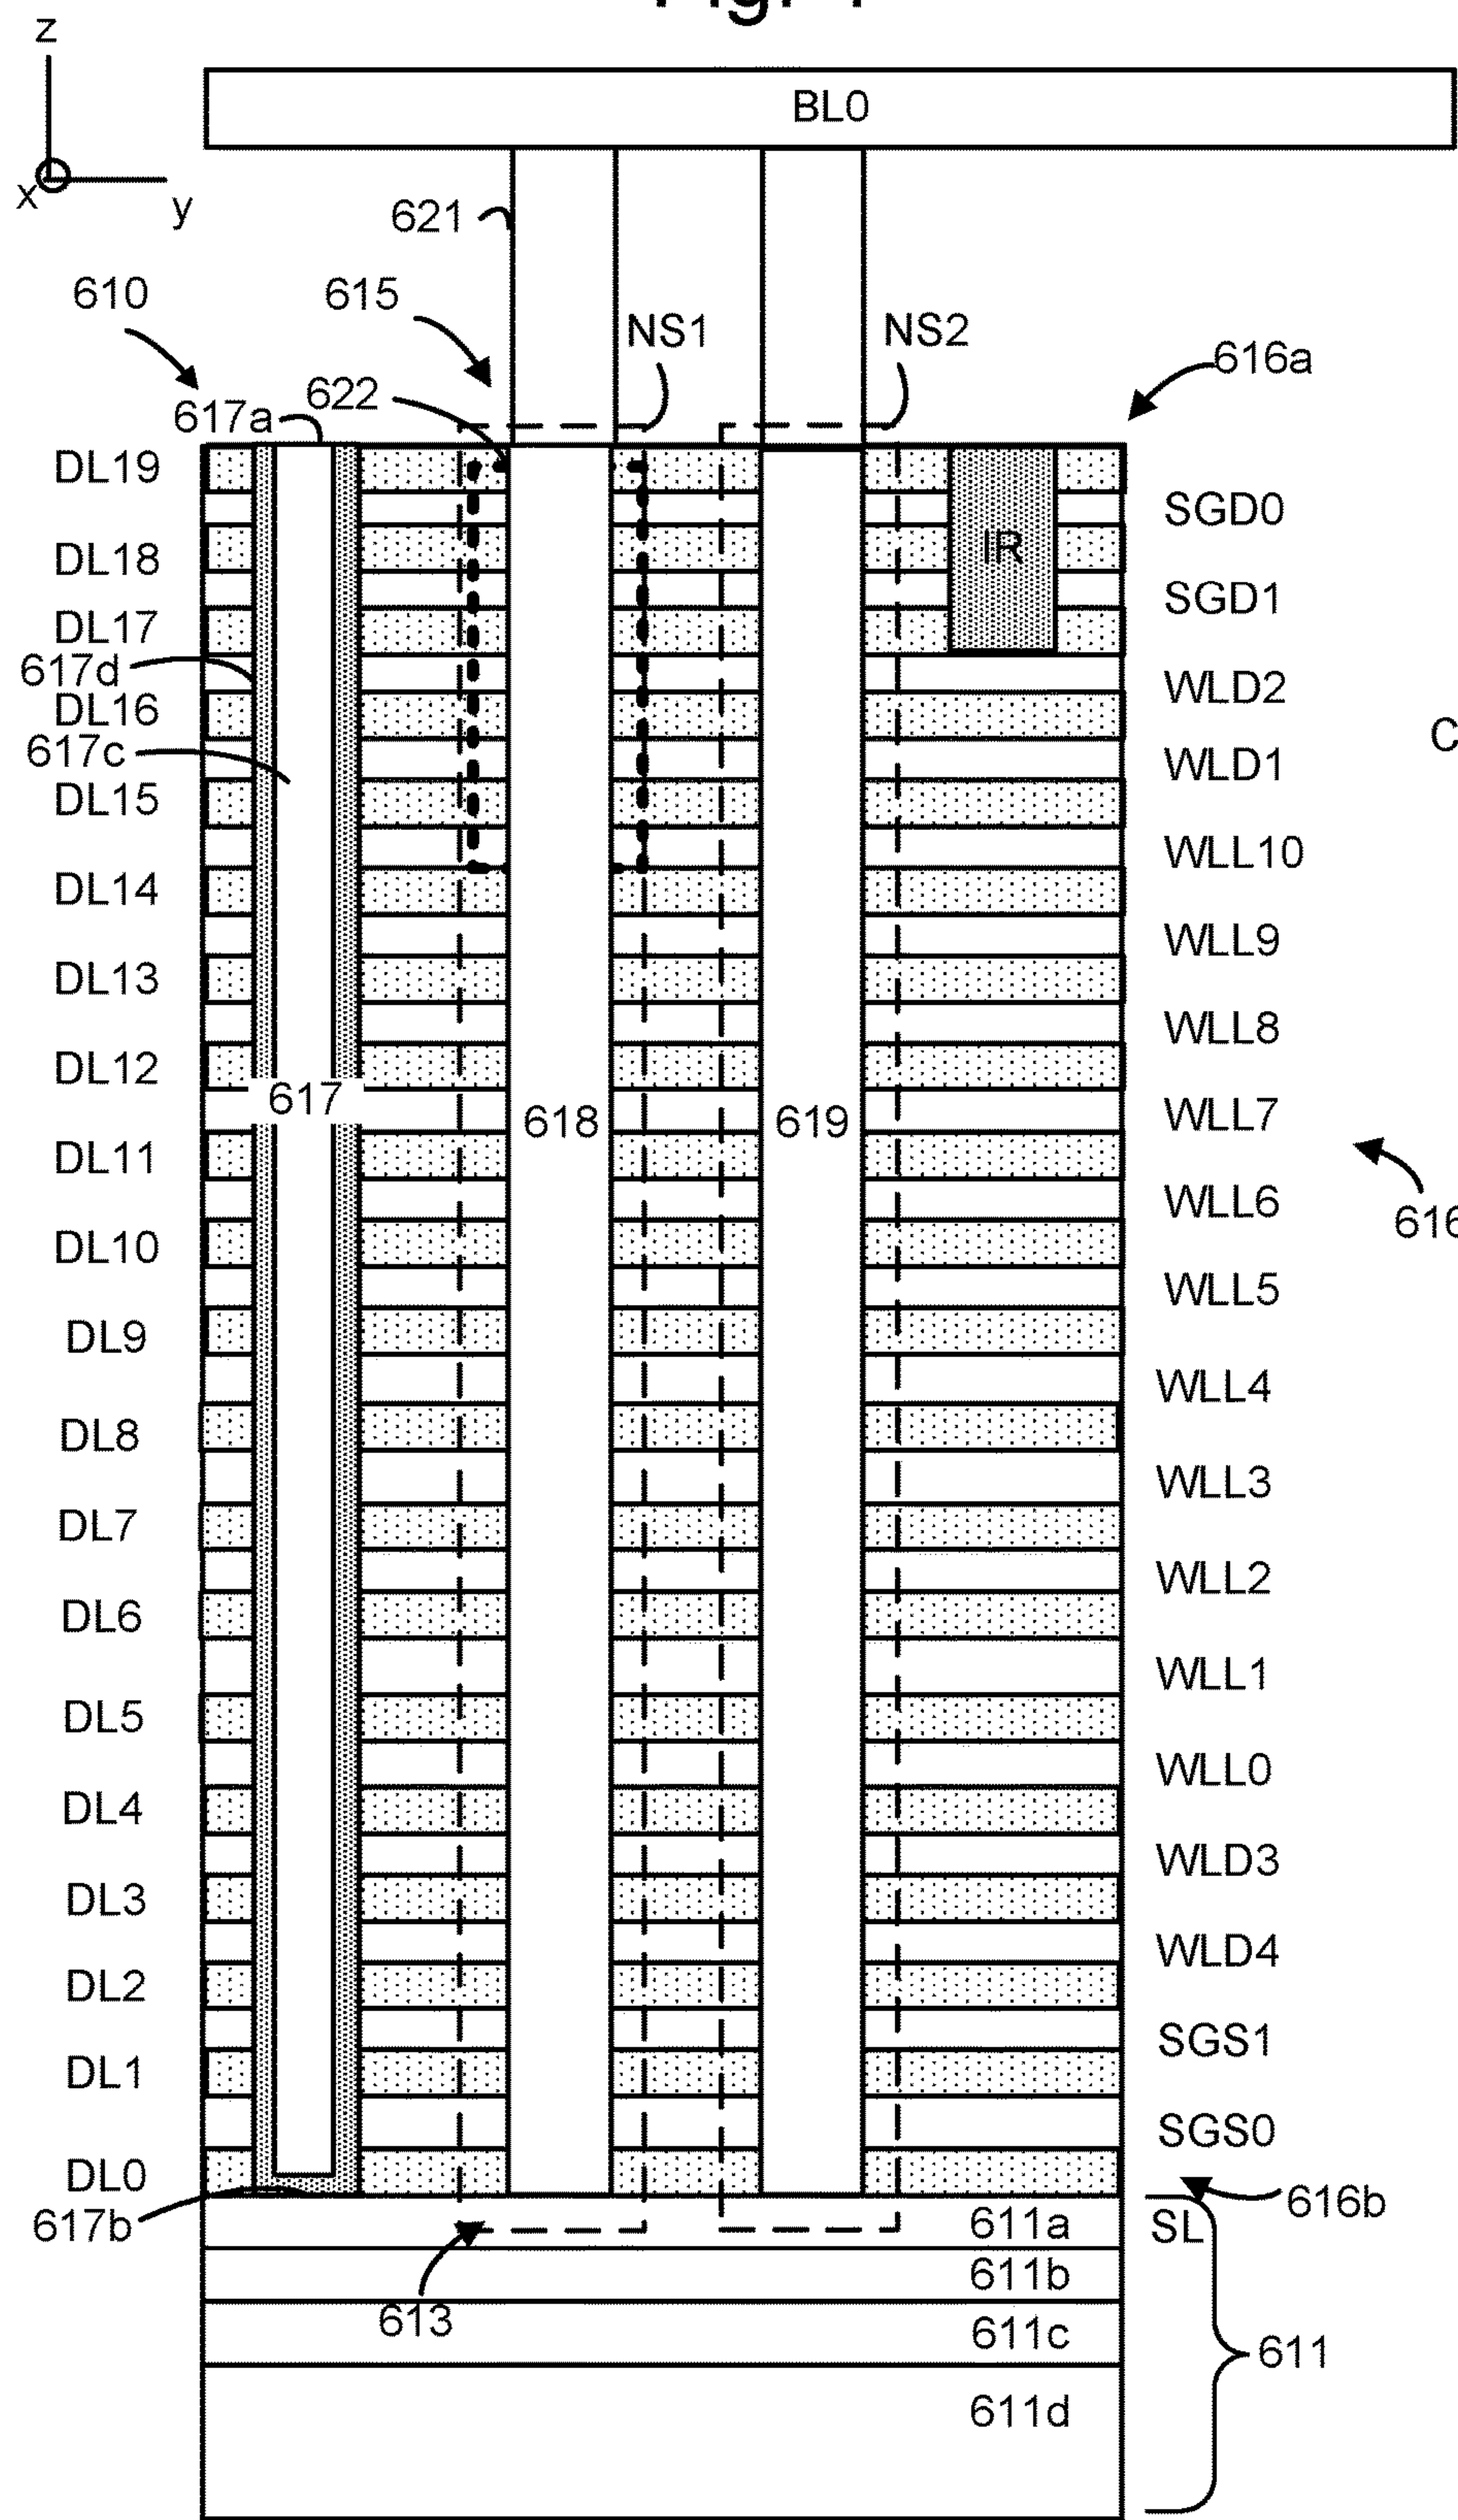 z
BL0
x
y
621
610
615
NS1
NS2
616a
622
617a
DL19
SGD0
IR
DL18
SGD1
DL17
617d
WLD2
DL16
617c
C
WLD1
DL15
WLL10
DL14
WLL9
DL13
WLL8
DL12
617
618
619
WLL7
DL11
WLL6
616
DL10
WLL5
DL9
WLL4
DL8
WLL3
DL7
WLL2
DL6
WLL1
DL5
WLL0
DL4
WLD3
DL3
WLD4
DL2
SGS1
DL1
SGS0
DL0
616b
617b
611a
SL
611b
613
611c
611
611d